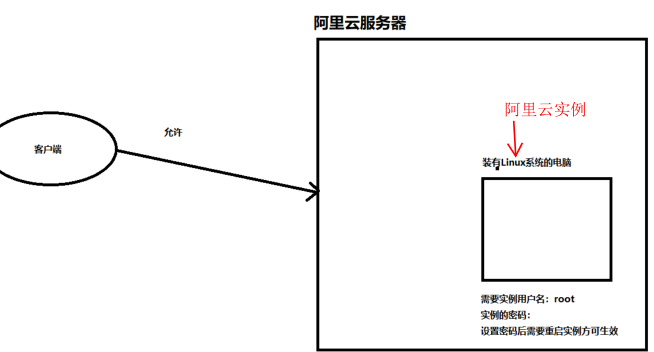 阿里云服务器
阿里云实例
允许
客户端
装有Linux系统的电脑
需要实例用户名：root
实例的密码：
设置密码后需要重启实例方可生效